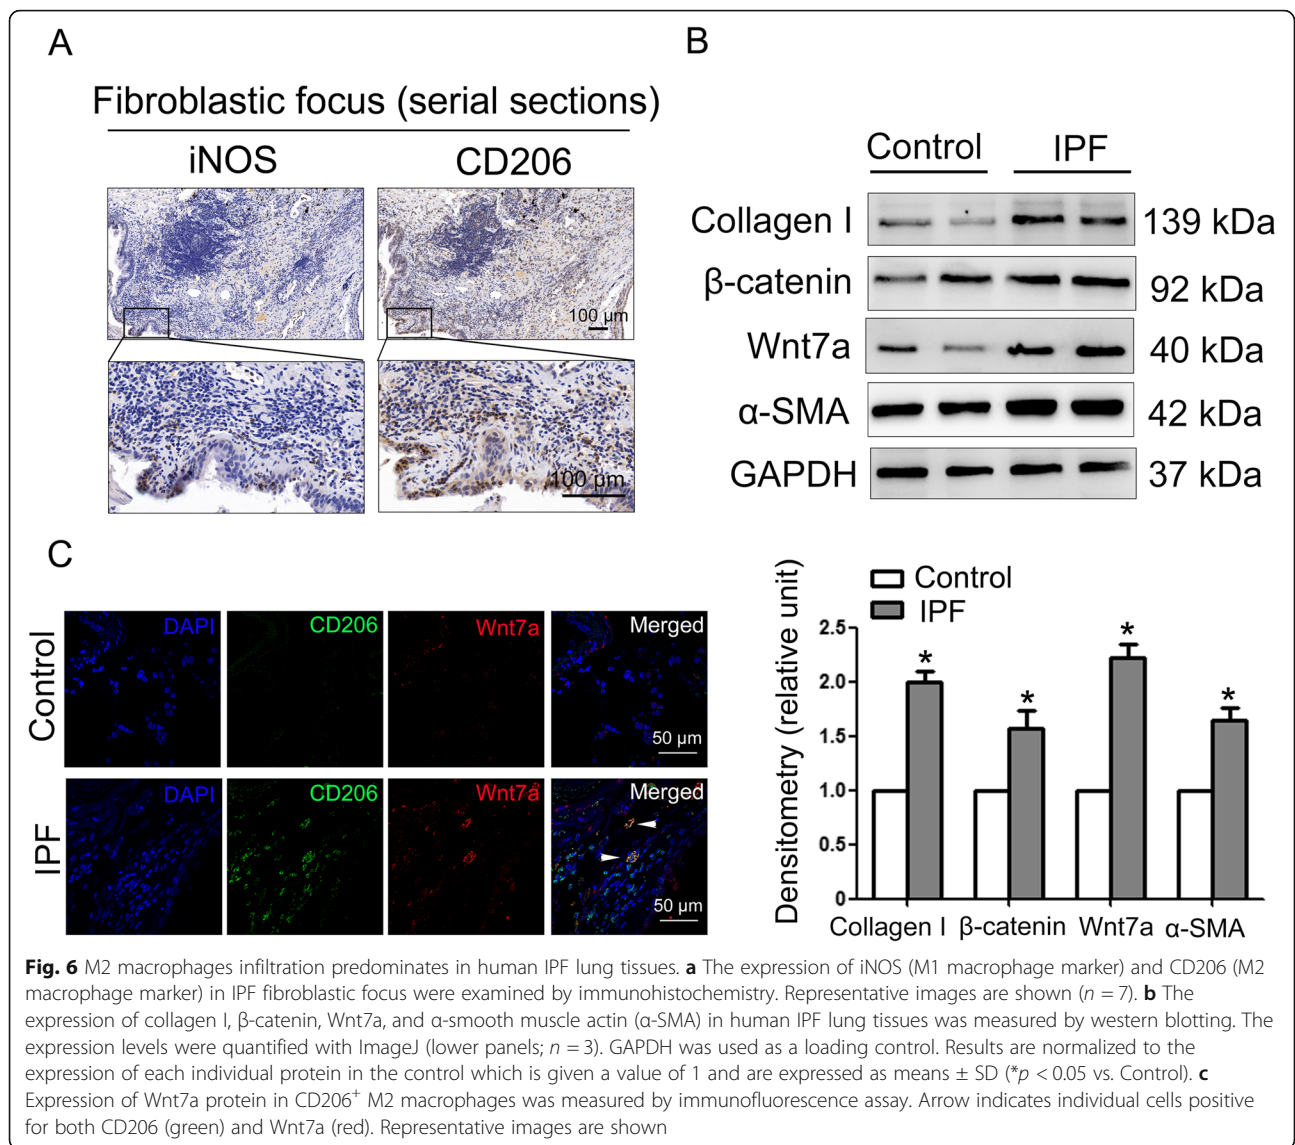 A
Fibroblastic focus (serial sections)
iNOS
CD206
100 µm
100 µm
B
Control
IPF
Collagen I
139 kDa
β-catenin
92 kDa
Wnt7a
40 kDa
α-SMA
42 kDa
GAPDH
37 kDa
Control
IPF
Densitometry (relative unit)
2.5
2.0
1.5
1.0
0.5
0
*
*
*
*
Collagen I
β-catenin
Wnt7a
α-SMA
C
Control
DAPI
CD206
Wnt7a
Merged
50 µm
IPF
DAPI
CD206
Wnt7a
Merged
50 µm
Fig. 6 M2 macrophages infiltration predominates in human IPF lung tissues. a The expression of iNOS (M1 macrophage marker) and CD206 (M2
macrophage marker) in IPF fibroblastic focus were examined by immunohistochemistry. Representative images are shown (n = 7). b The
expression of collagen I, β-catenin, Wnt7a, and α-smooth muscle actin (α-SMA) in human IPF lung tissues was measured by western blotting. The
expression levels were quantified with ImageJ (lower panels; n = 3). GAPDH was used as a loading control. Results are normalized to the
expression of each individual protein in the control which is given a value of 1 and are expressed as means ± SD (*p < 0.05 vs. Control). c
Expression of Wnt7a protein in CD206⁺ M2 macrophages was measured by immunofluorescence assay. Arrow indicates individual cells positive
for both CD206 (green) and Wnt7a (red). Representative images are shown